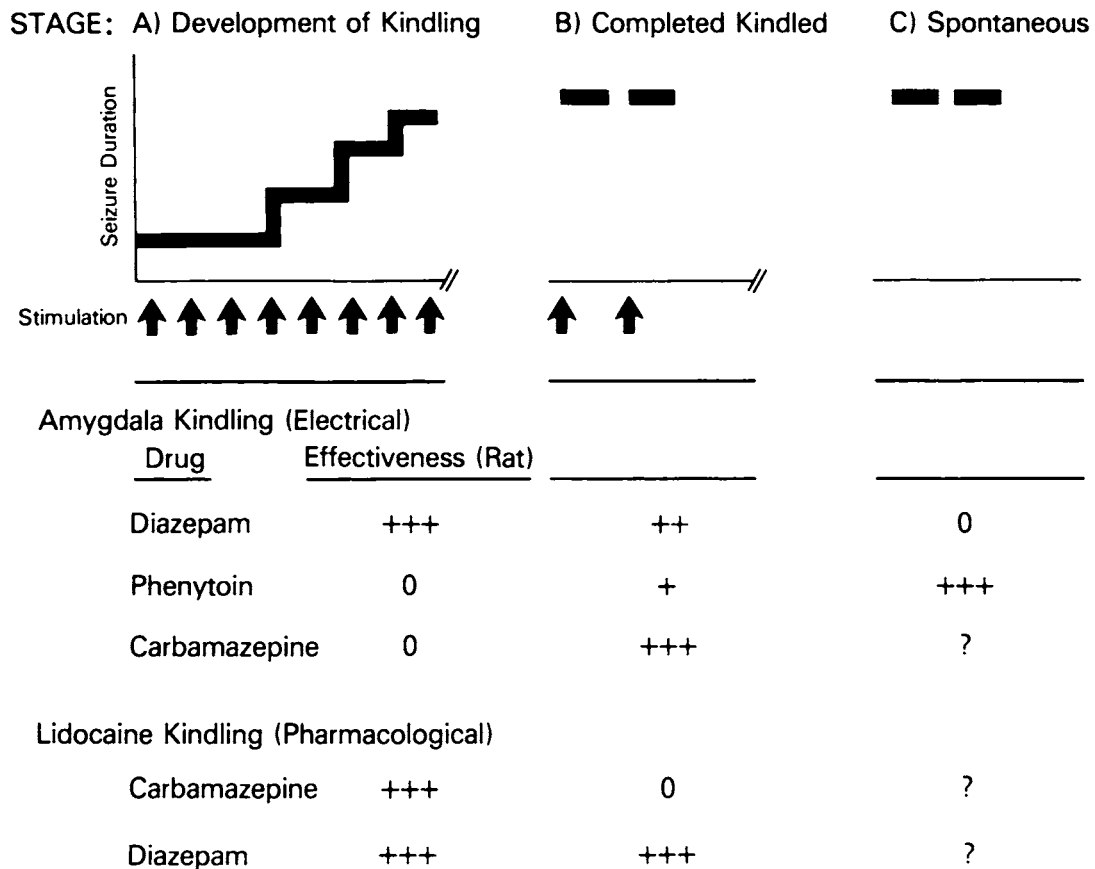 STAGE: A) Development of Kindling B) Completed Kindled C) Spontaneous
Seizure Duration
Stimulation
Amygdala Kindling (Electrical)
Drug Effectiveness (Rat)
Diazepam +++ ++ 0
Phenytoin 0 + +++
Carbamazepine 0 +++ ?
Lidocaine Kindling (Pharmacological)
Carbamazepine +++ 0 ?
Diazepam +++ +++ ?